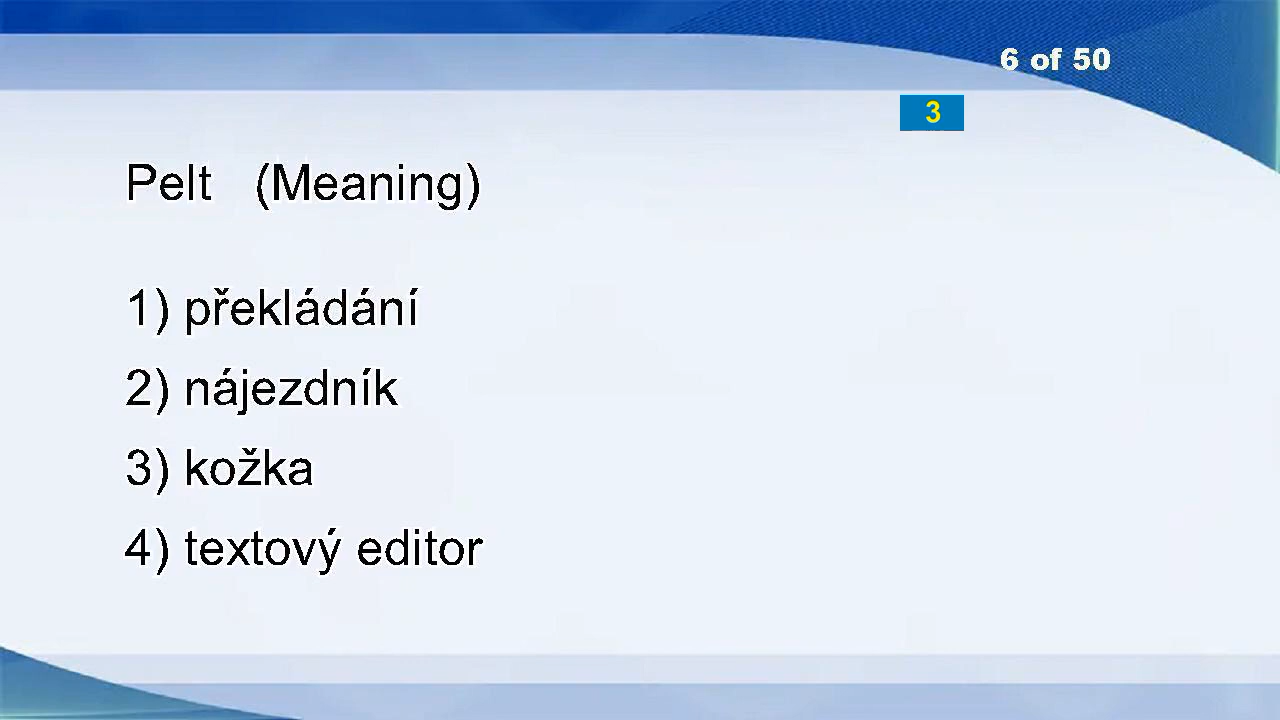 6 of 50
3
Pelt (Meaning)
1) překládání
2) nájezdník
3) kožka
4) textový editor